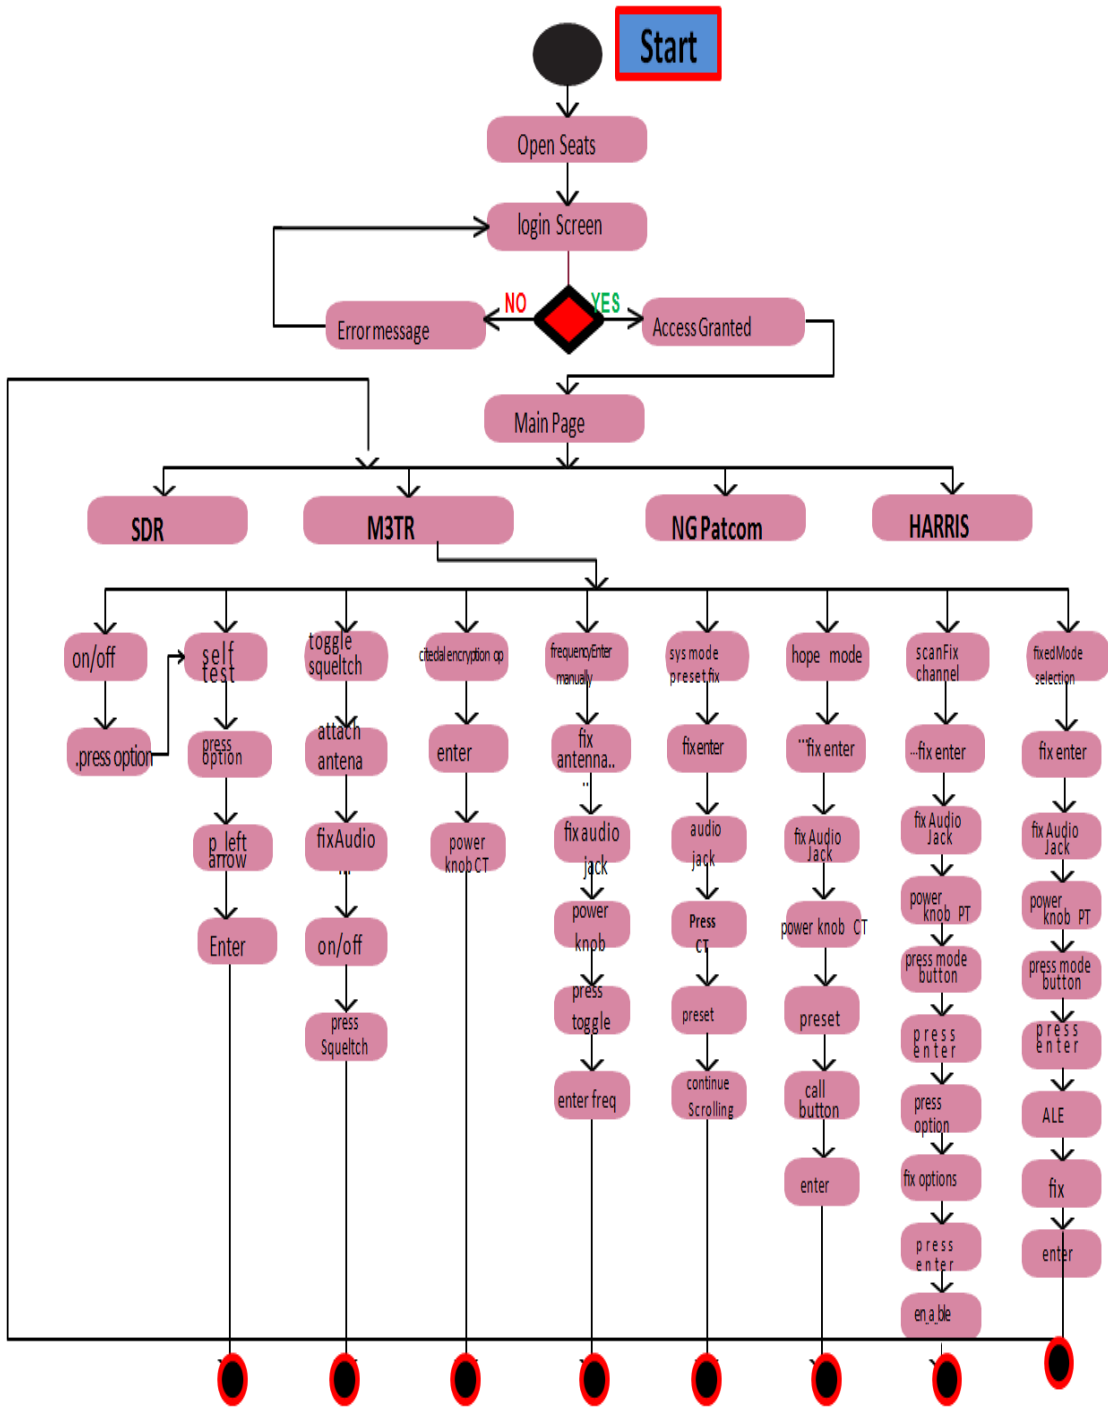 Start
Open Seats
login Screen
NO
YES
Error message
Access Granted
Main Page
SDR
M3TR
NG Patcom
HARRIS
on/off
self
test
toggle
squeltch
citedal encryption op
frequencyEnter
manually
sys mode
preset,fix
hope mode
scanFix
channel
fixedMode
selection
.press option
press
option
attach
antena
enter
fix
antenna..
..
fix enter
...fix enter
...fix enter
fix enter
p_left
arrow
fixAudio
...
power
knob CT
fix audio
jack
audio
jack
fix Audio
Jack
fix Audio
Jack
fix Audio
Jack
Enter
on/off
power
knob
Press
CT
power knob CT
power
knob PT
power
knob PT
press mode
button
press mode
button
press
Squeltch
press
toggle
preset
preset
press
enter
press
enter
enter freq
continue
Scrolling
call
button
press
option
ALE
enter
fix options
fix
press
enter
enter
en_a_ble